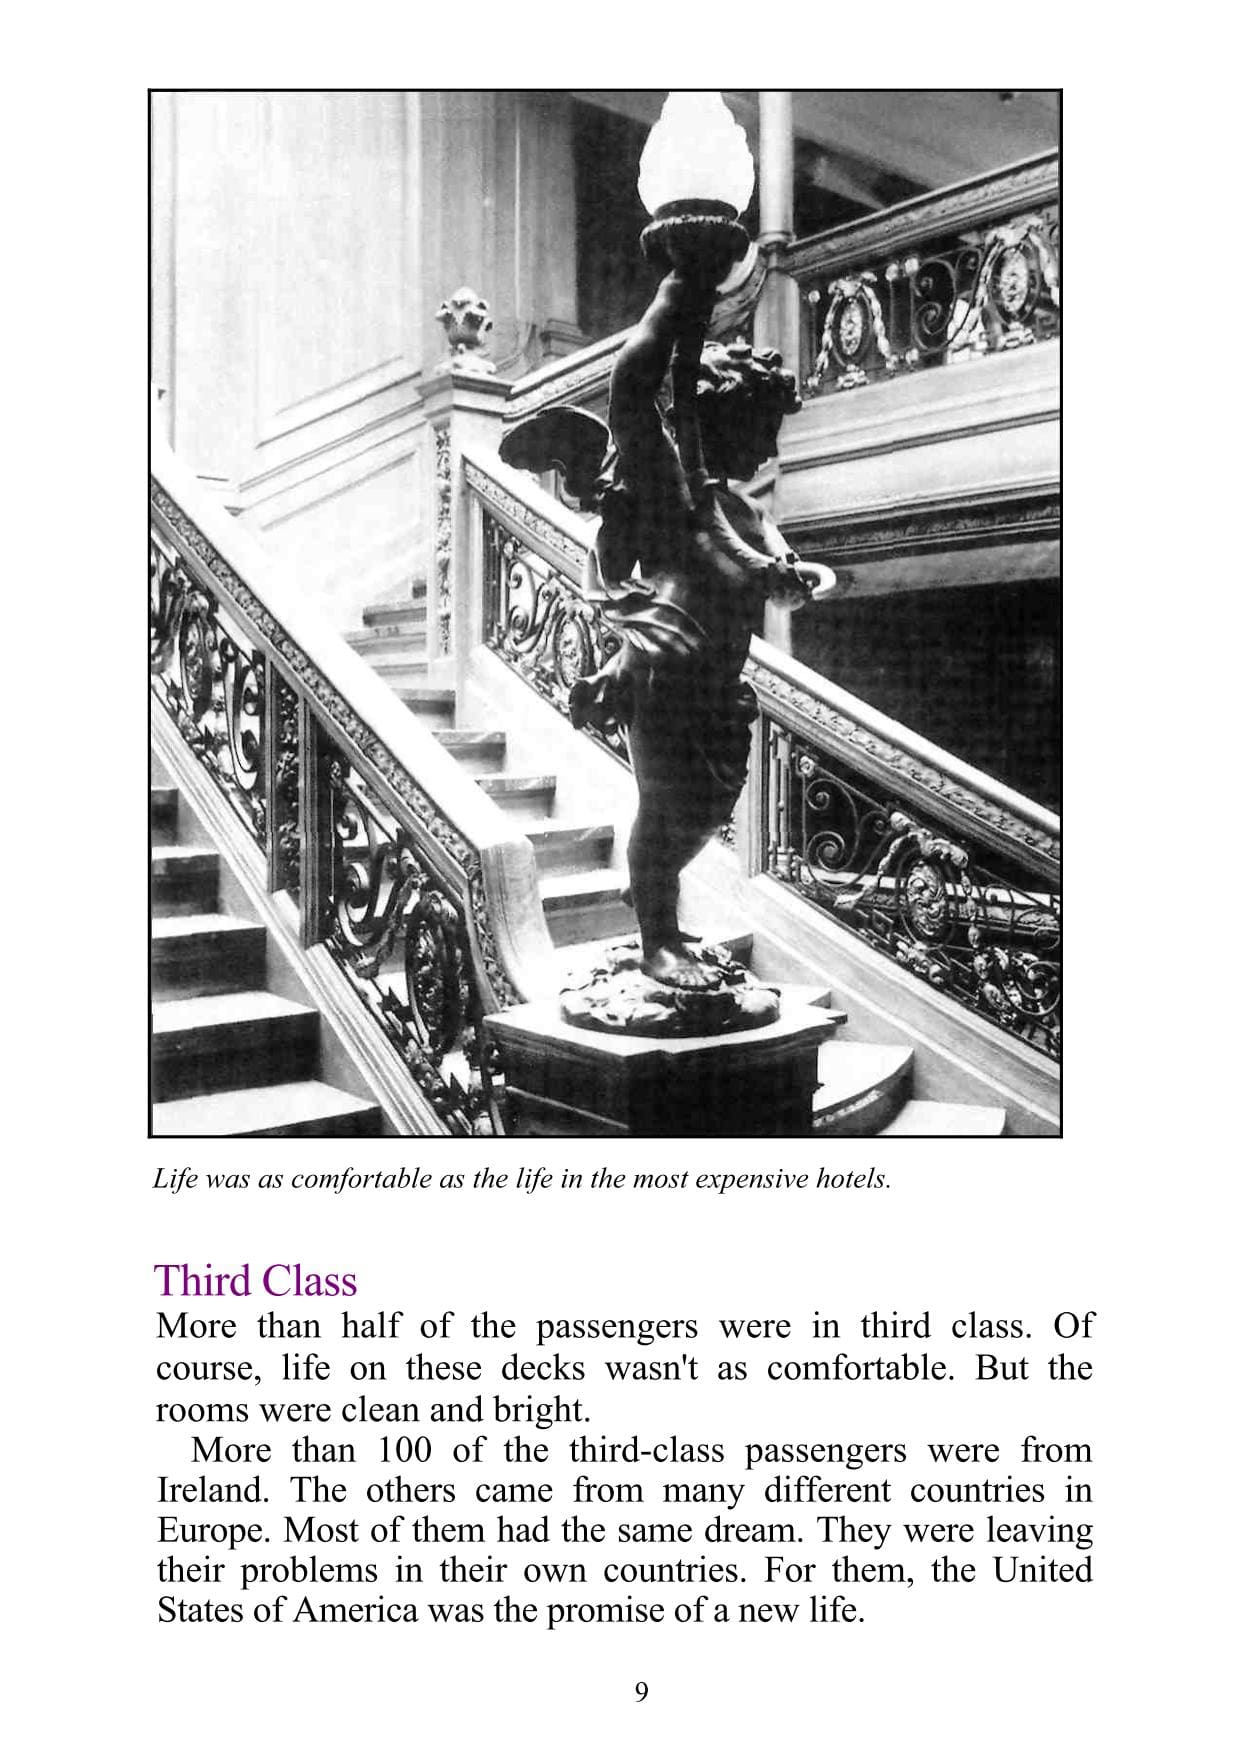 Life was as comfortable as the life in the most expensive hotels.
Third Class
More than half of the passengers were in third class. Of
course, life on these decks wasn't as comfortable. But the
rooms were clean and bright.
More than 100 of the third-class passengers were from
Ireland. The others came from many different countries in
Europe. Most of them had the same dream. They were leaving
their problems in their own countries. For them, the United
States of America was the promise of a new life.
9